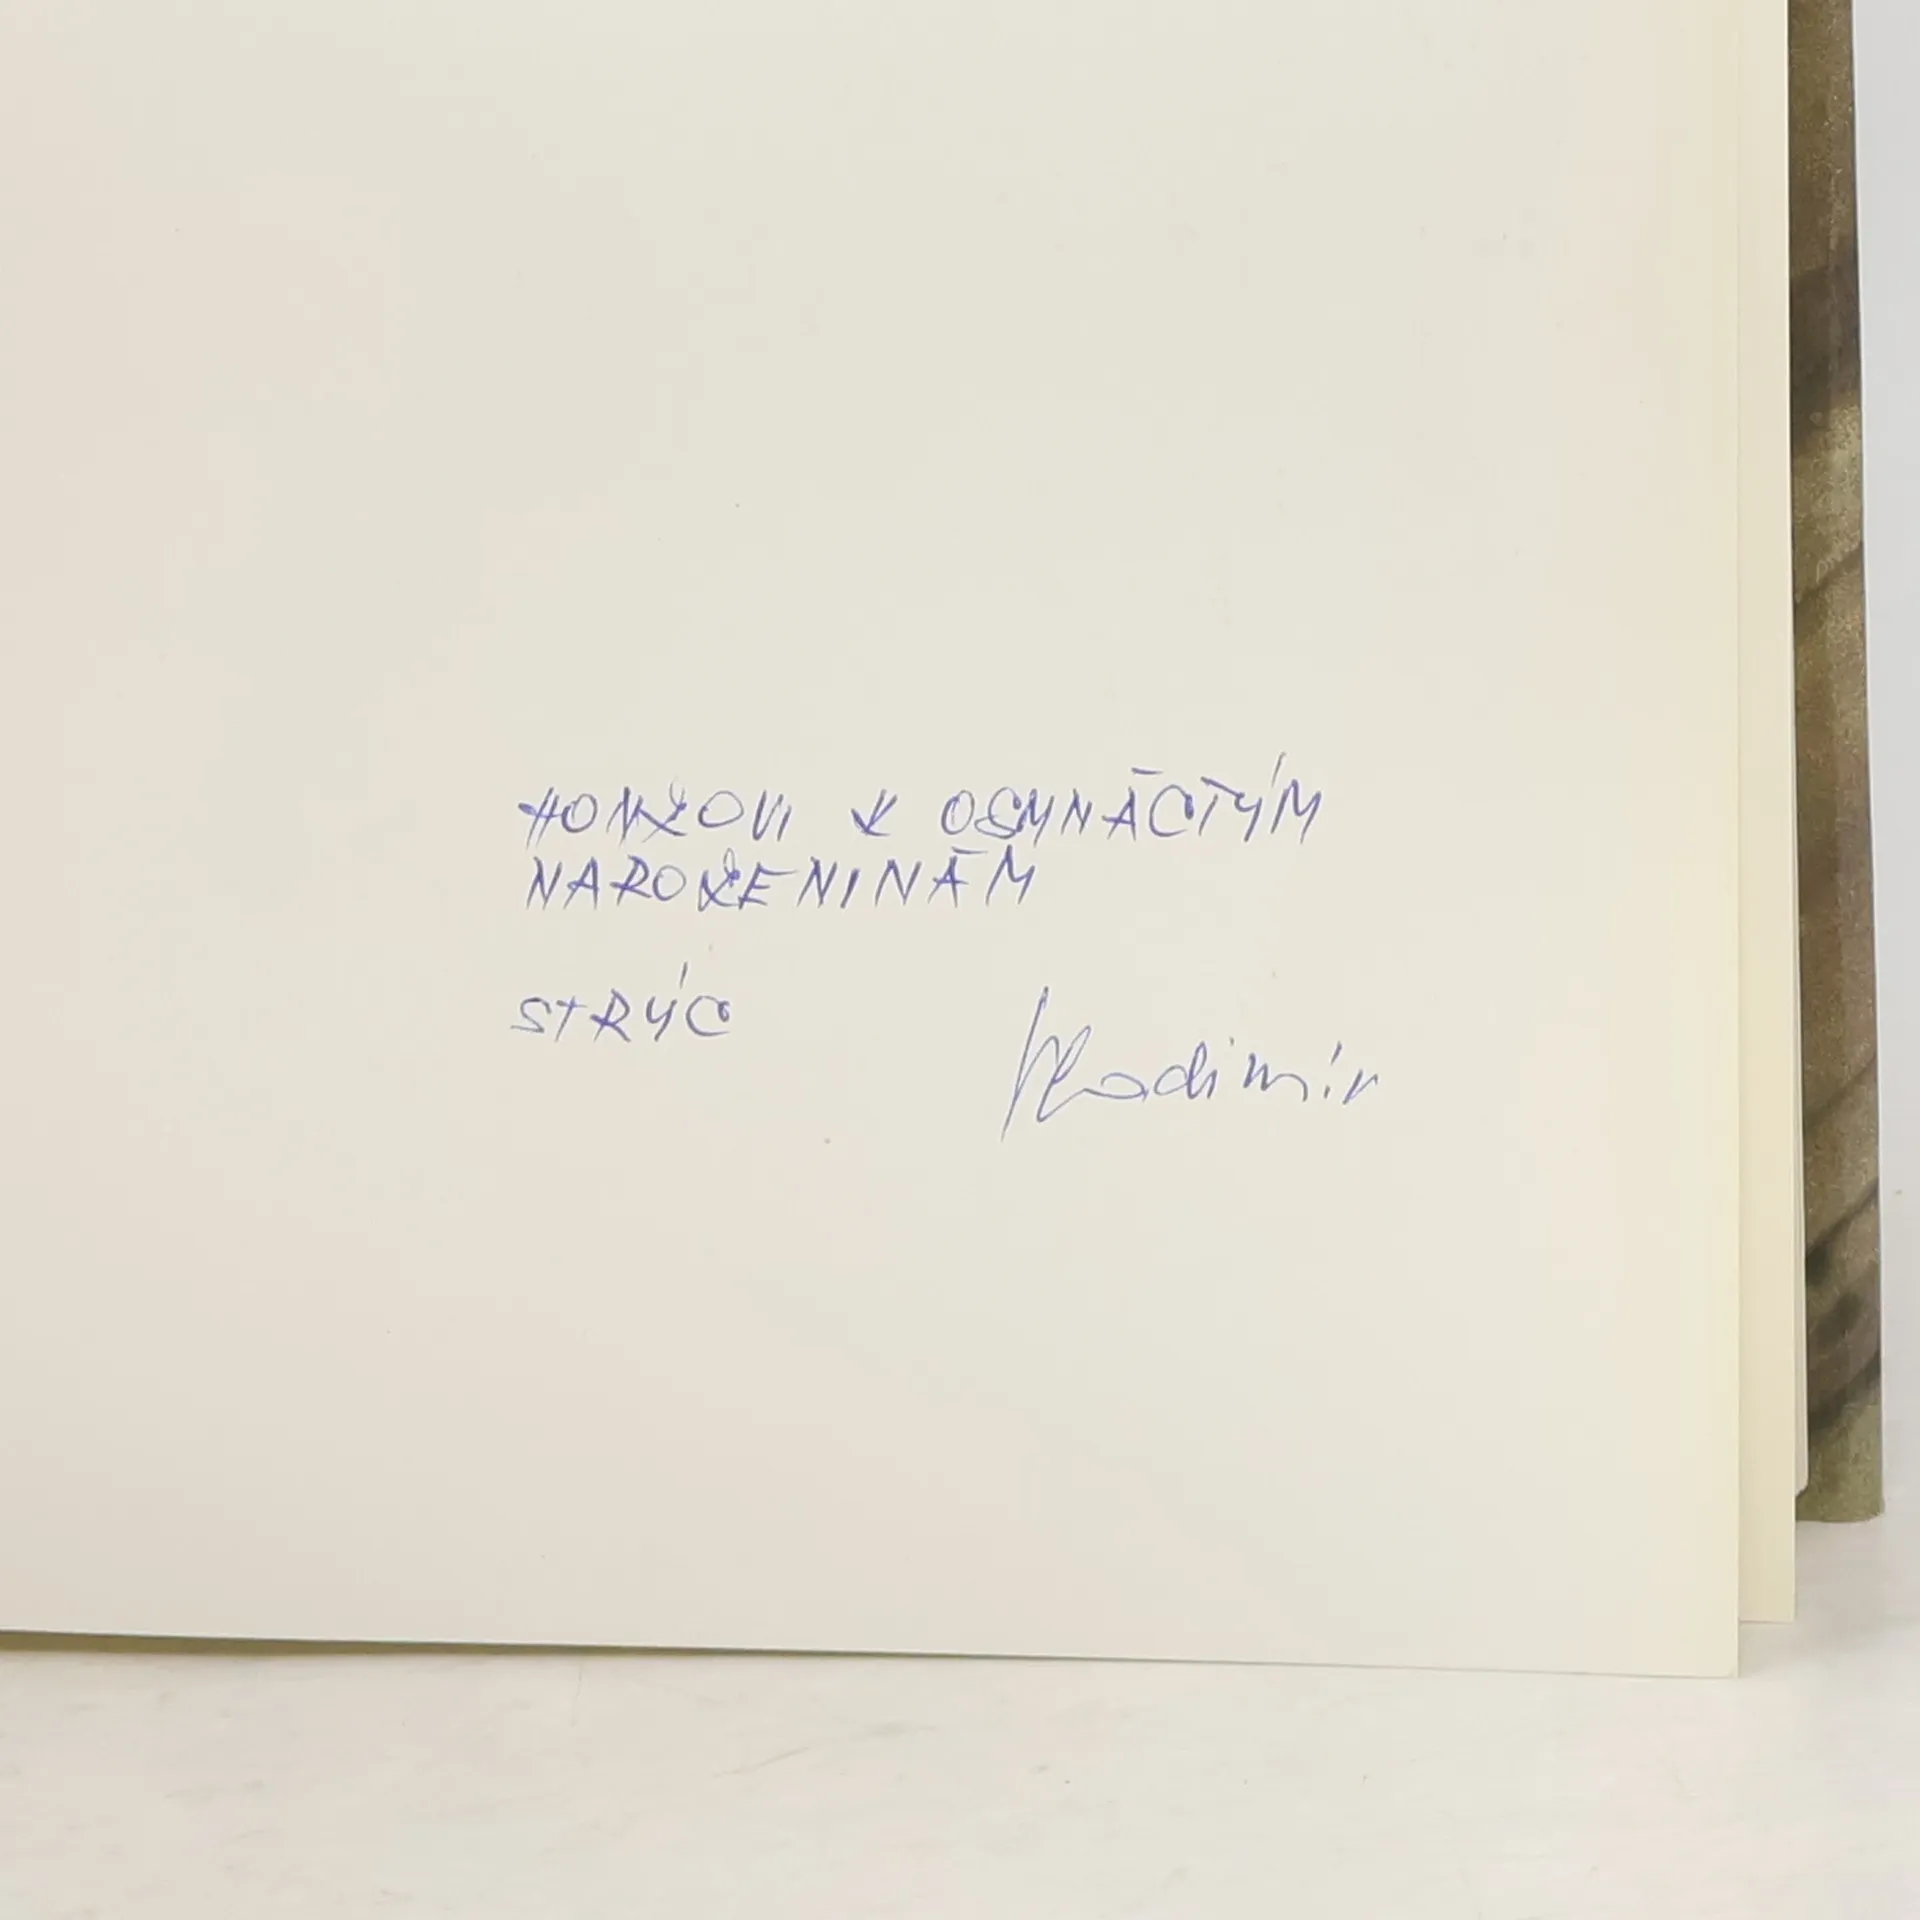 HONZOVI K OSMNÁCTÝM
NAROZENINÁM
STRÝC
Vladimír